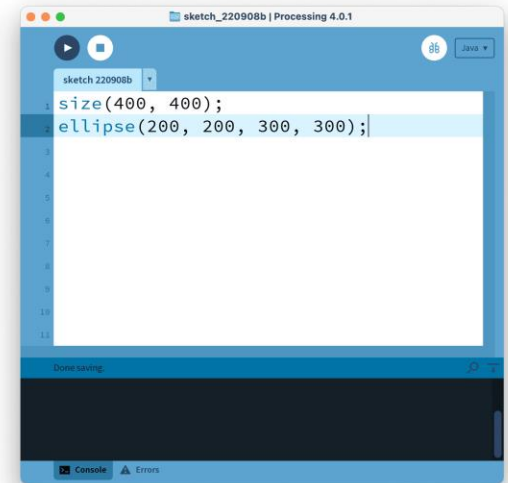 sketch_220908b | Processing 4.0.1
Java ▼
sketch 220908b ▼
1 size(400, 400);
2 ellipse(200, 200, 300, 300);
3
4
5
6
7
8
9
10
11
Done saving.
Console Errors